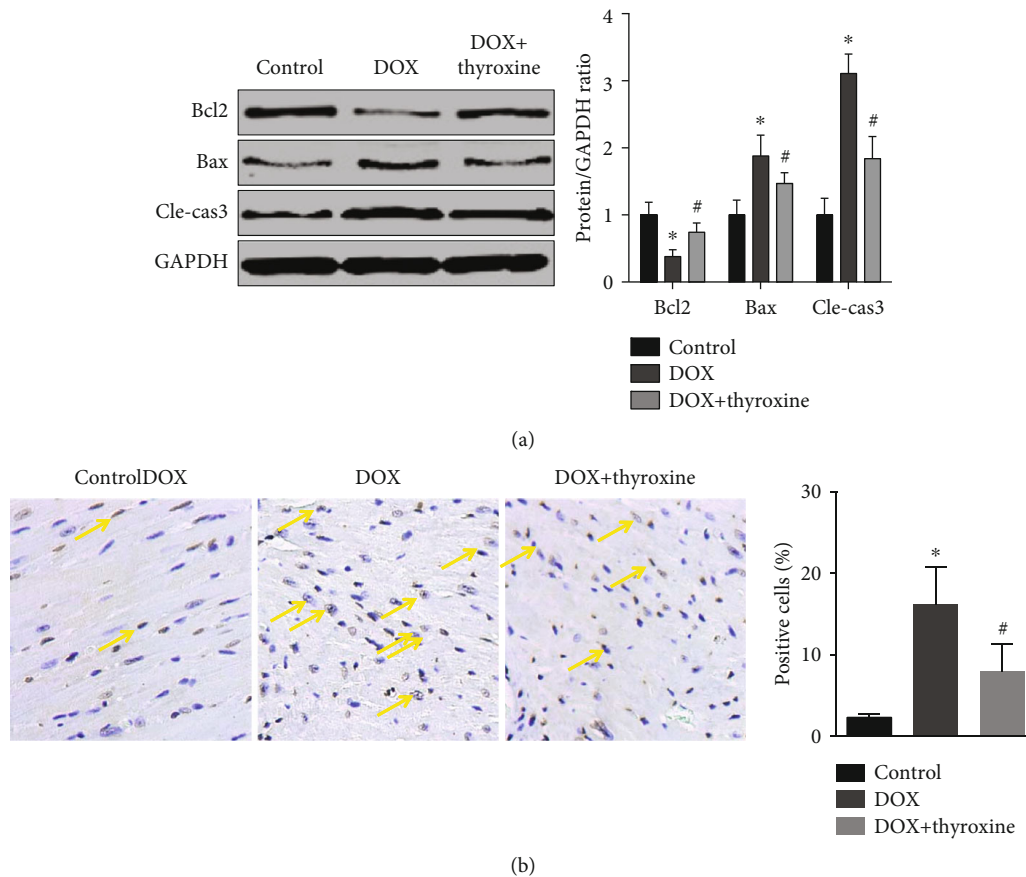 Control
DOX
DOX+
thyroxine
Bcl2
Bax
Cle-cas3
GAPDH
Protein/GAPDH ratio
4
3
2
1
0
*
#
*
#
*
#
Bcl2
Bax
Cle-cas3
Control
DOX
DOX+thyroxine
(a)
ControlDOX
DOX
DOX+thyroxine
Positive cells (%)
30
20
10
0
*
#
Control
DOX
DOX+thyroxine
(b)